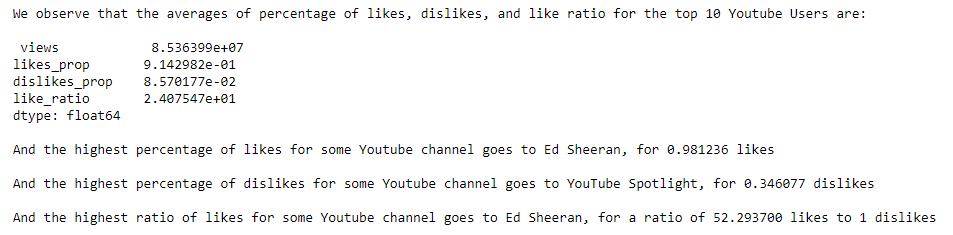 We observe that the averages of percentage of likes, dislikes, and like ratio for the top 10 Youtube Users are:
views 8.536399e+07
likes_prop 9.142982e-01
dislikes_prop 8.570177e-02
like_ratio 2.407547e+01
dtype: float64
And the highest percentage of likes for some Youtube channel goes to Ed Sheeran, for 0.981236 likes
And the highest percentage of dislikes for some Youtube channel goes to YouTube Spotlight, for 0.346077 dislikes
And the highest ratio of likes for some Youtube channel goes to Ed Sheeran, for a ratio of 52.293700 likes to 1 dislikes